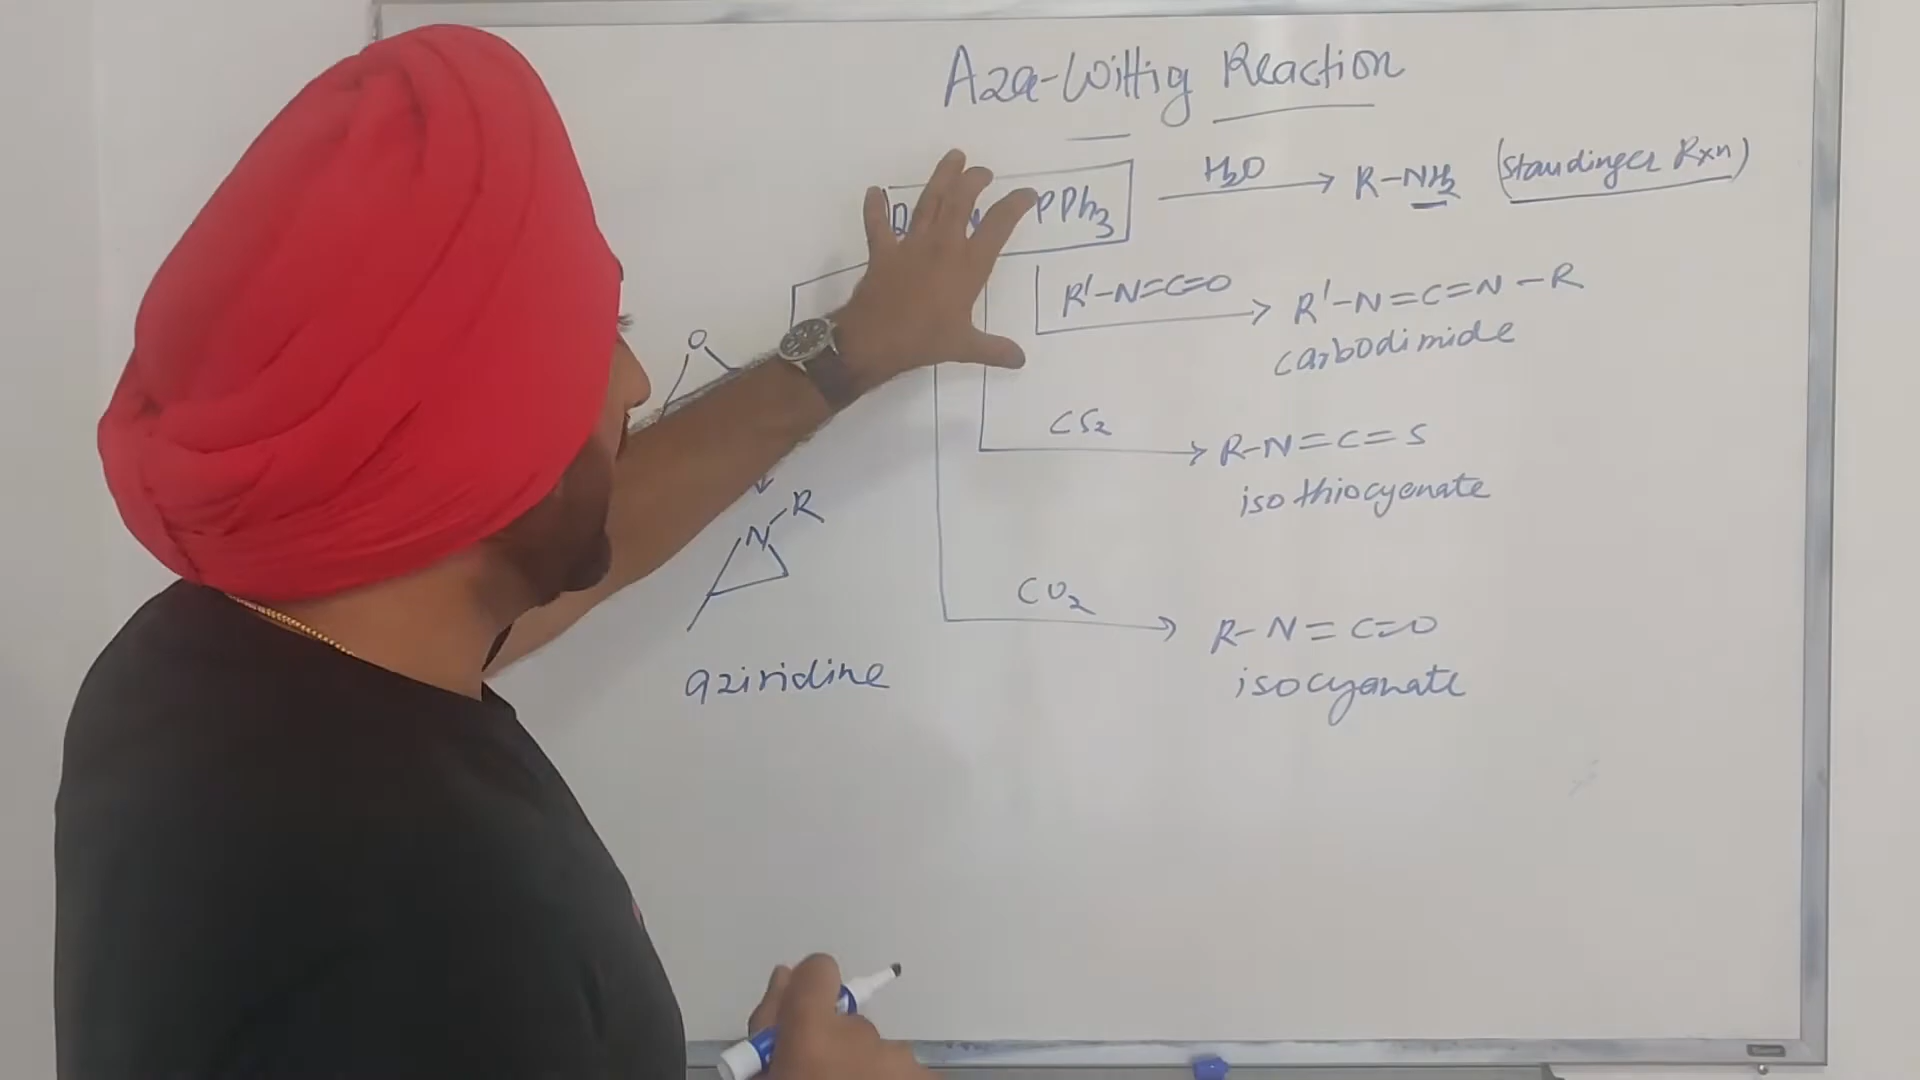 Aza-Wittig Reaction
PPh3
H2O
R-NH2 (Staudinger Rxn)
R'-N=C=O
R'-N=C=N-R
carbodimide
O
CS2
R-N=C=S
isothiocyanate
N-R
CO2
R-N=C=O
isocyanate
aziridine